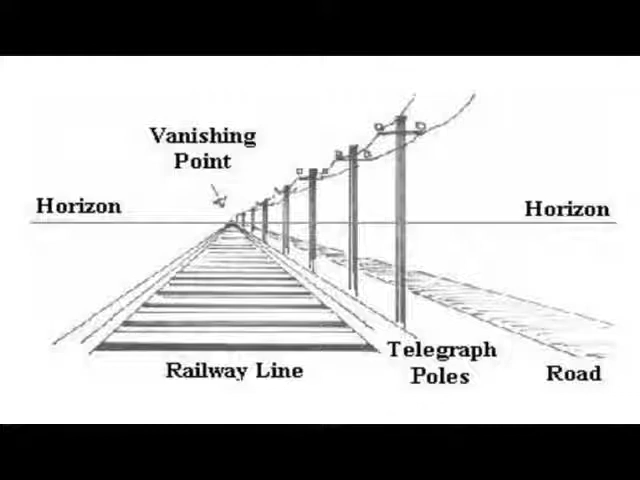 Vanishing
Point
Horizon
Horizon
Railway Line
Telegraph
Poles
Road